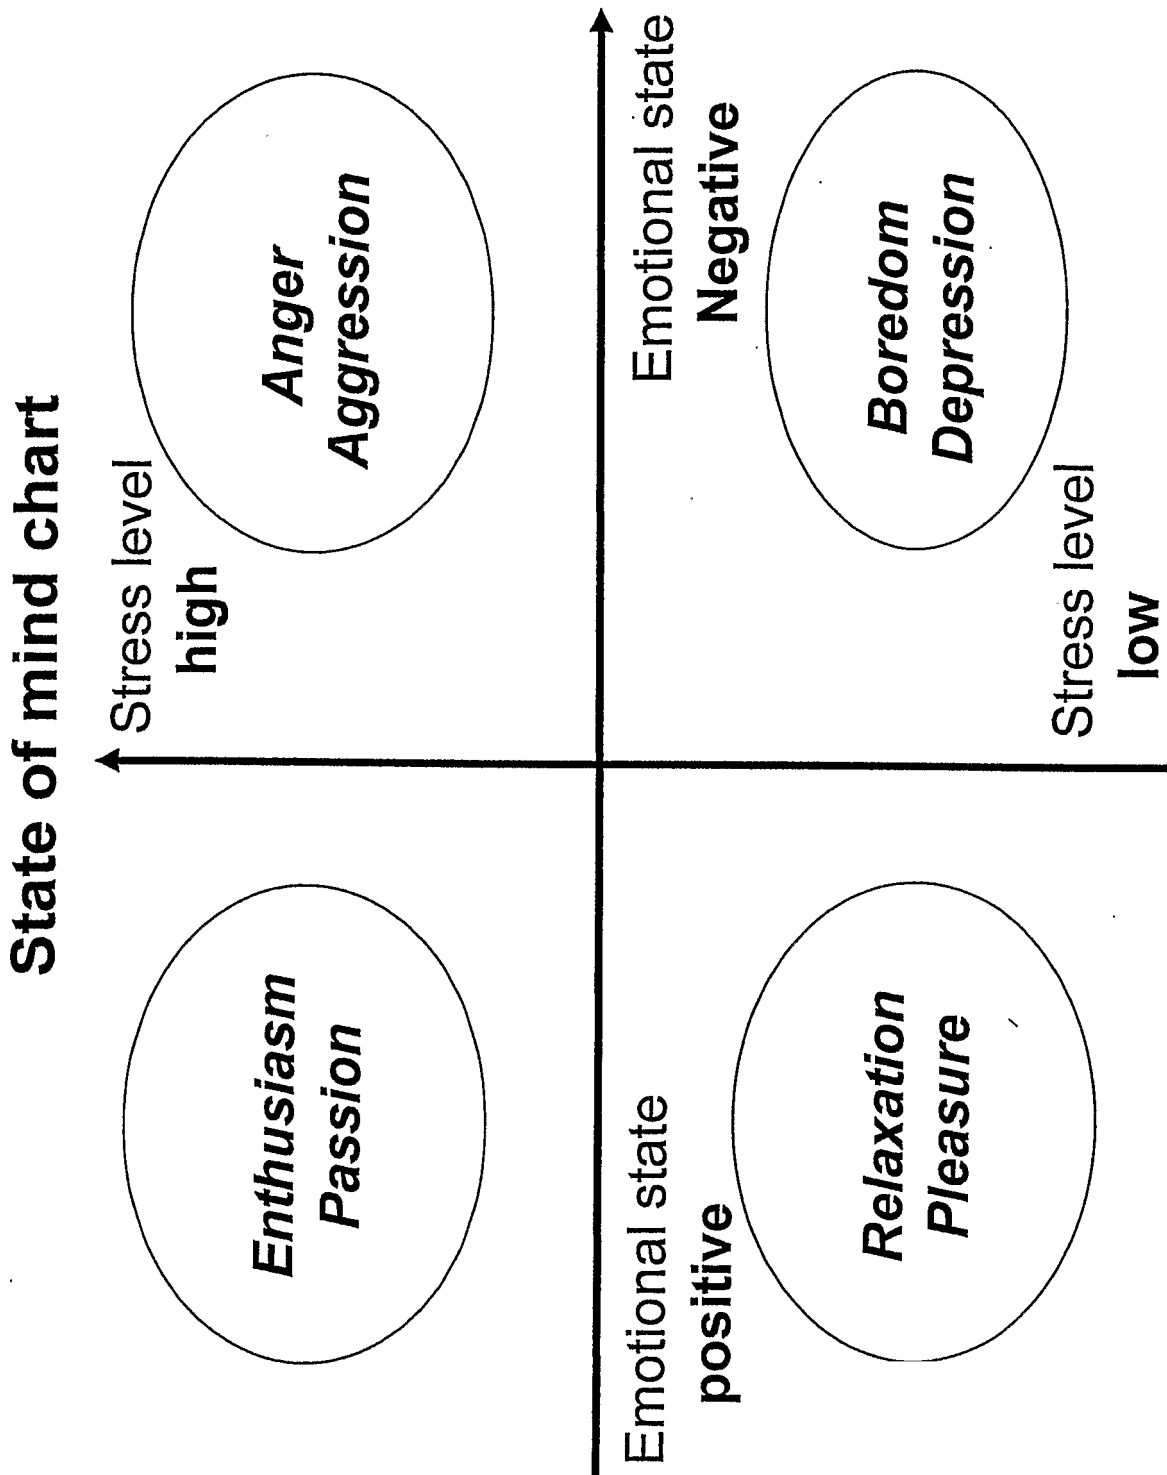 State of mind chart
Stress level
high
Enthusiasm
Passion
Anger
Aggression
Emotional state
positive
Emotional state
Negative
Relaxation
Pleasure
Boredom
Depression
Stress level
low